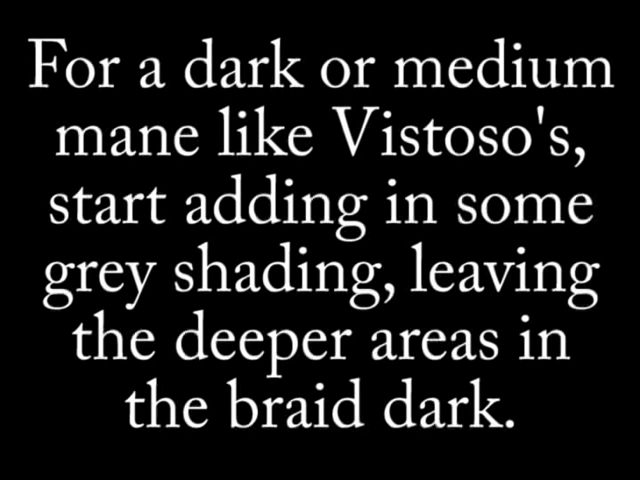 For a dark or medium
mane like Vistoso's,
start adding in some
grey shading, leaving
the deeper areas in
the braid dark.